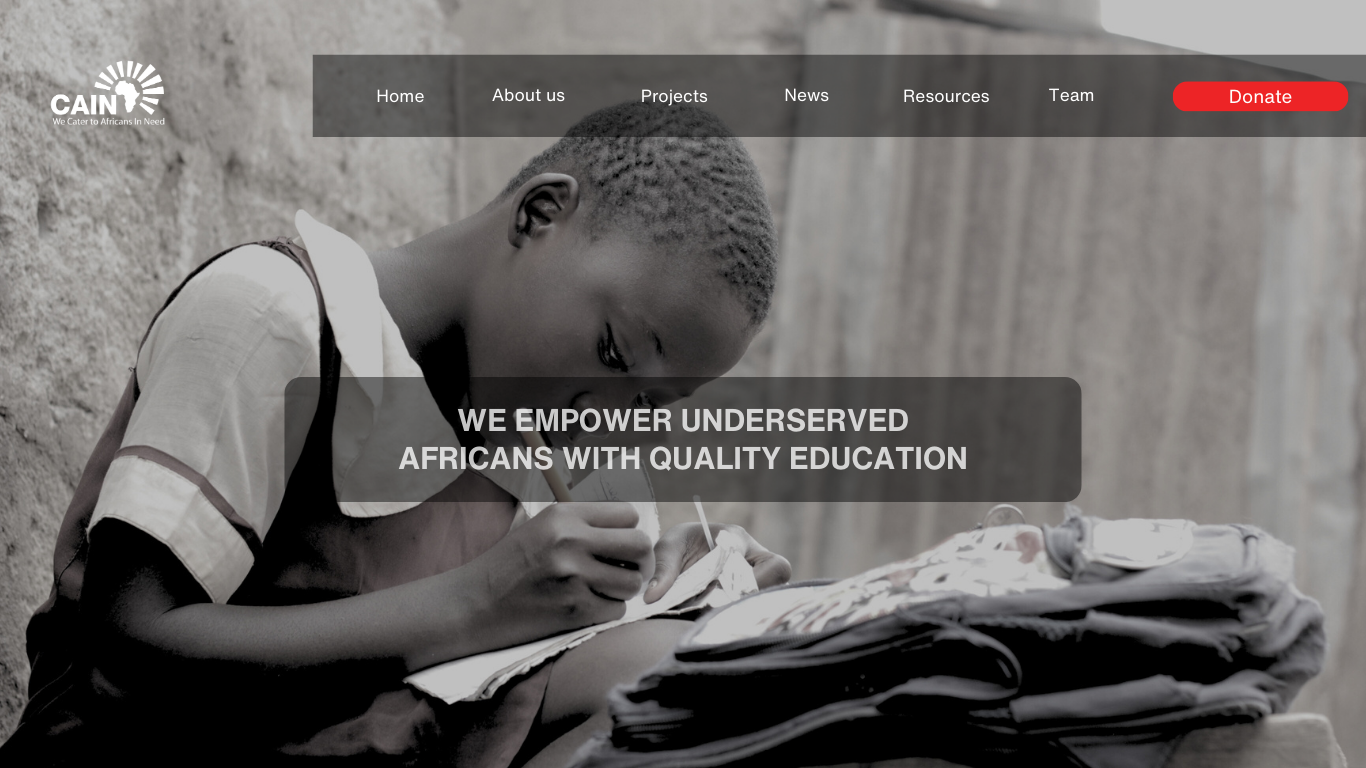 CAIN
We Cater to Africans In Need
Home About us Projects News Resources Team Donate
WE EMPOWER UNDERSERVED
AFRICANS WITH QUALITY EDUCATION